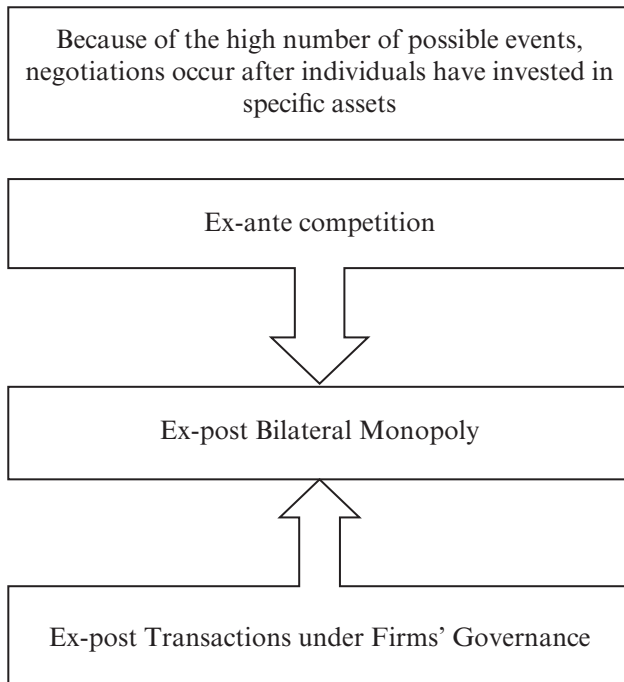 Because of the high number of possible events,
negotiations occur after individuals have invested in
specific assets
Ex-ante competition
Ex-post Bilateral Monopoly
Ex-post Transactions under Firms’ Governance